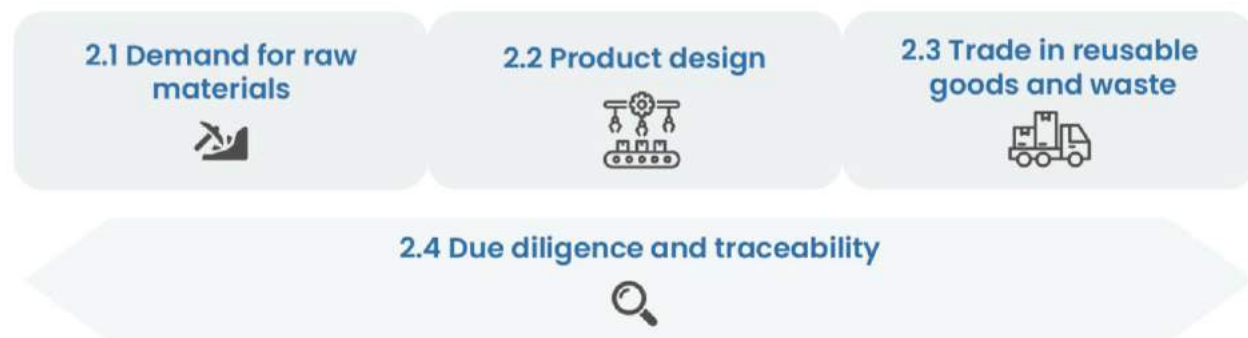 2.1 Demand for raw
materials
2.2 Product design
2.3 Trade in reusable
goods and waste
2.4 Due diligence and traceability